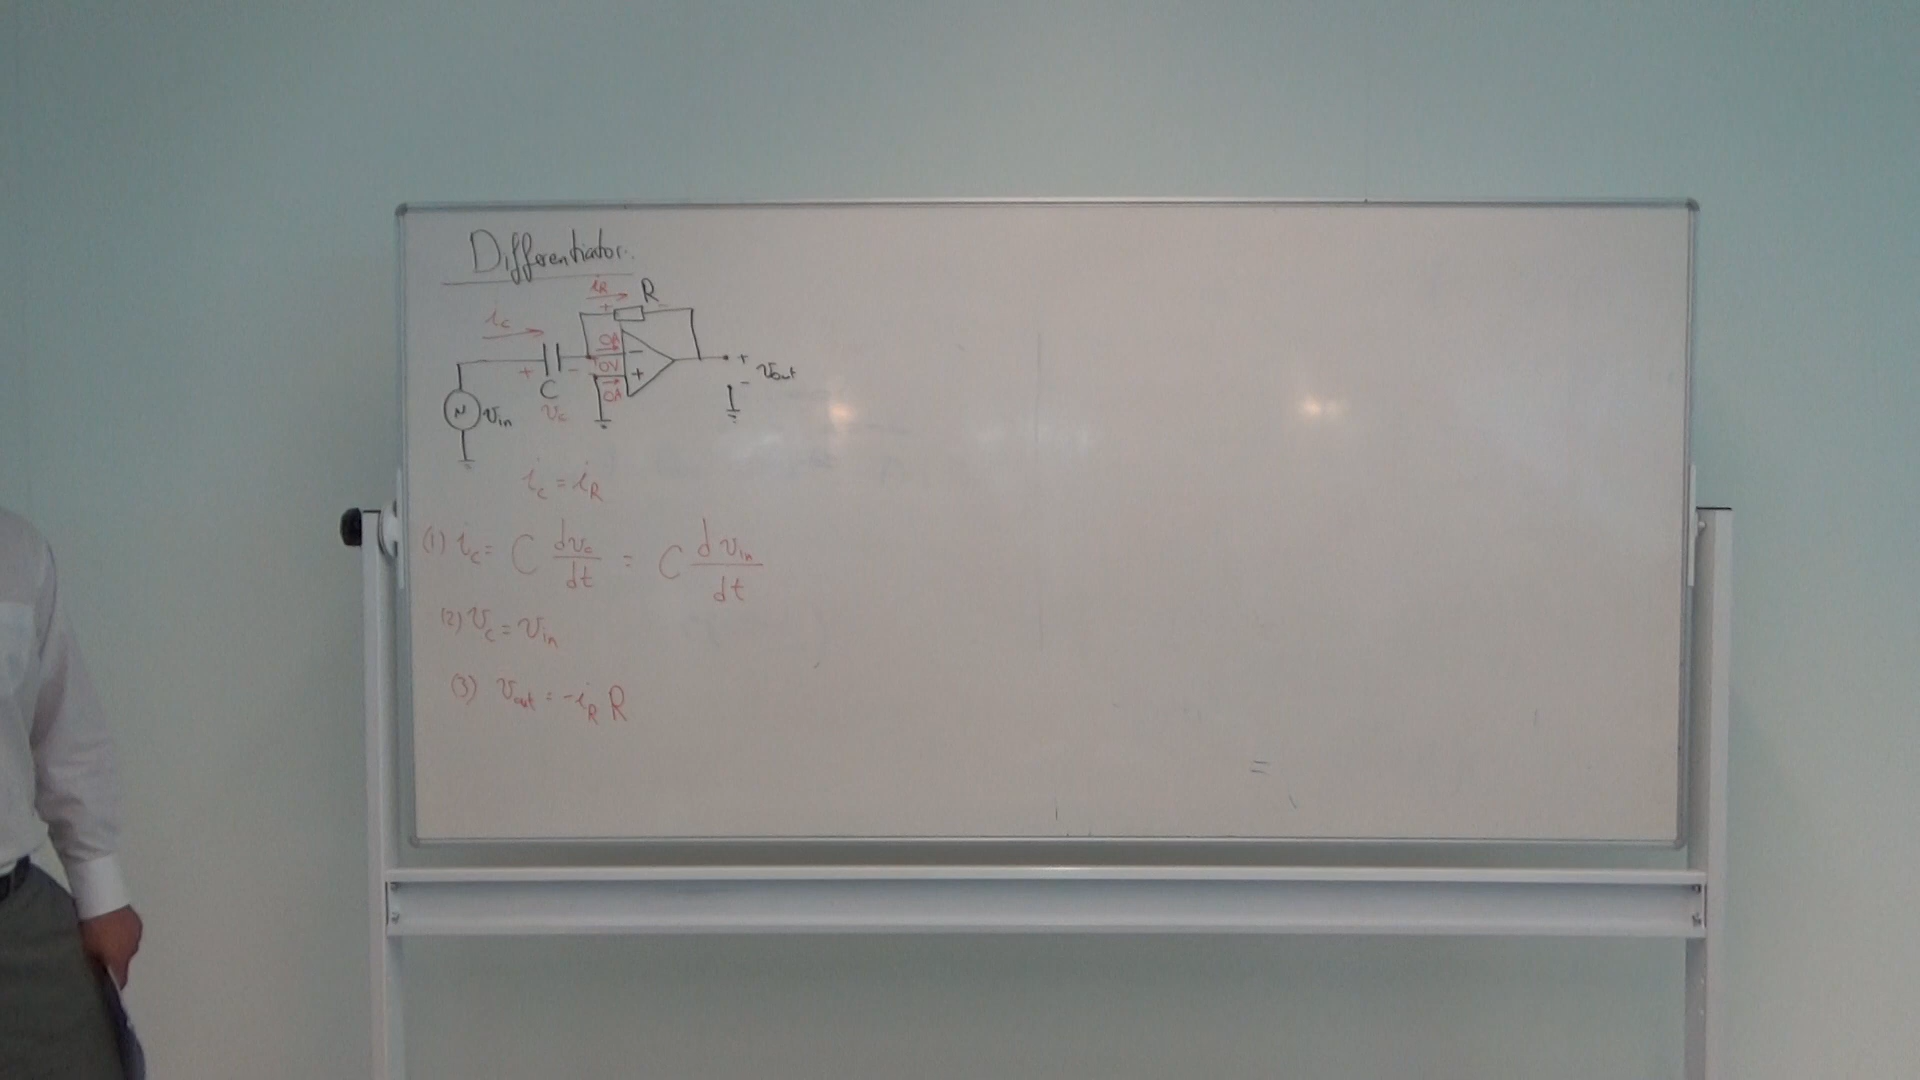 Differentiator.
iR
+ R -
ic
0A
-
0V
+ -
+
0A
C
vc
vin
+
vout
-
ic = iR
(1) ic = C dvc/dt = C dvin/dt
(2) vc = vin
(3) vout = -iR R
=